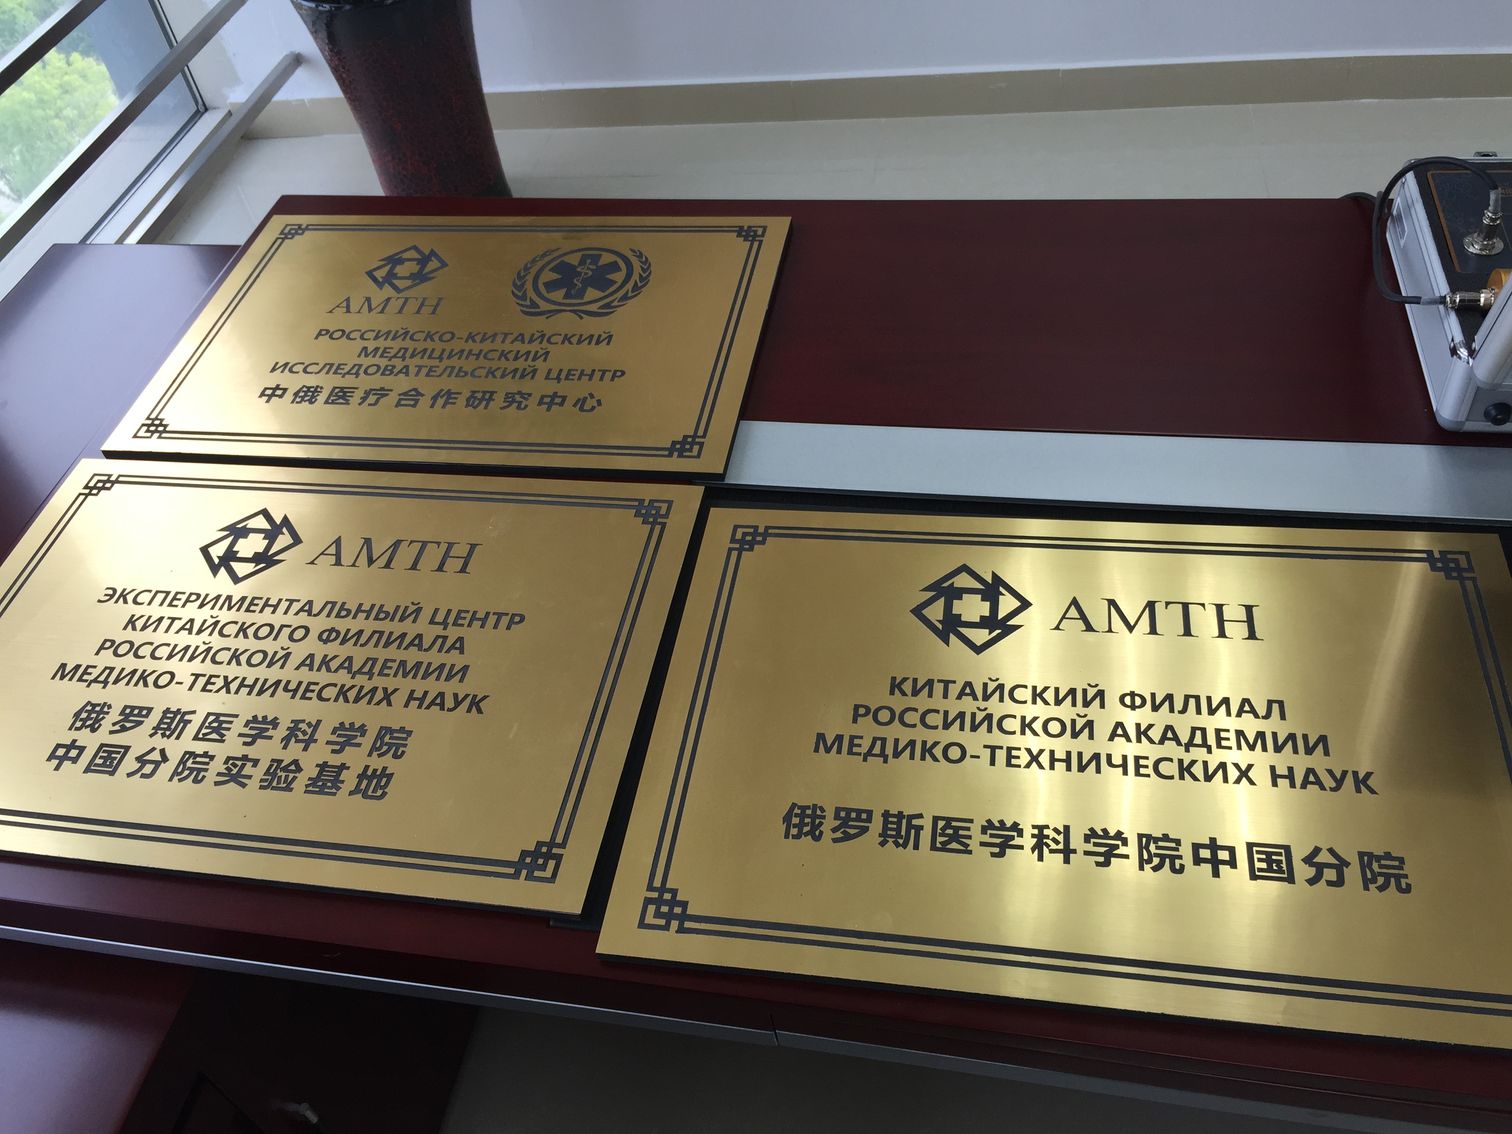 АМТН
РОССИЙСКО-КИТАЙСКИЙ
МЕДИЦИНСКИЙ
ИССЛЕДОВАТЕЛЬСКИЙ ЦЕНТР
中俄医疗合作研究中心
АМТН
ЭКСПЕРИМЕНТАЛЬНЫЙ ЦЕНТР
КИТАЙСКОГО ФИЛИАЛА
РОССИЙСКОЙ АКАДЕМИИ
МЕДИКО-ТЕХНИЧЕСКИХ НАУК
俄罗斯医学科学院
中国分院实验基地
АМТН
КИТАЙСКИЙ ФИЛИАЛ
РОССИЙСКОЙ АКАДЕМИИ
МЕДИКО-ТЕХНИЧЕСКИХ НАУК
俄罗斯医学科学院中国分院